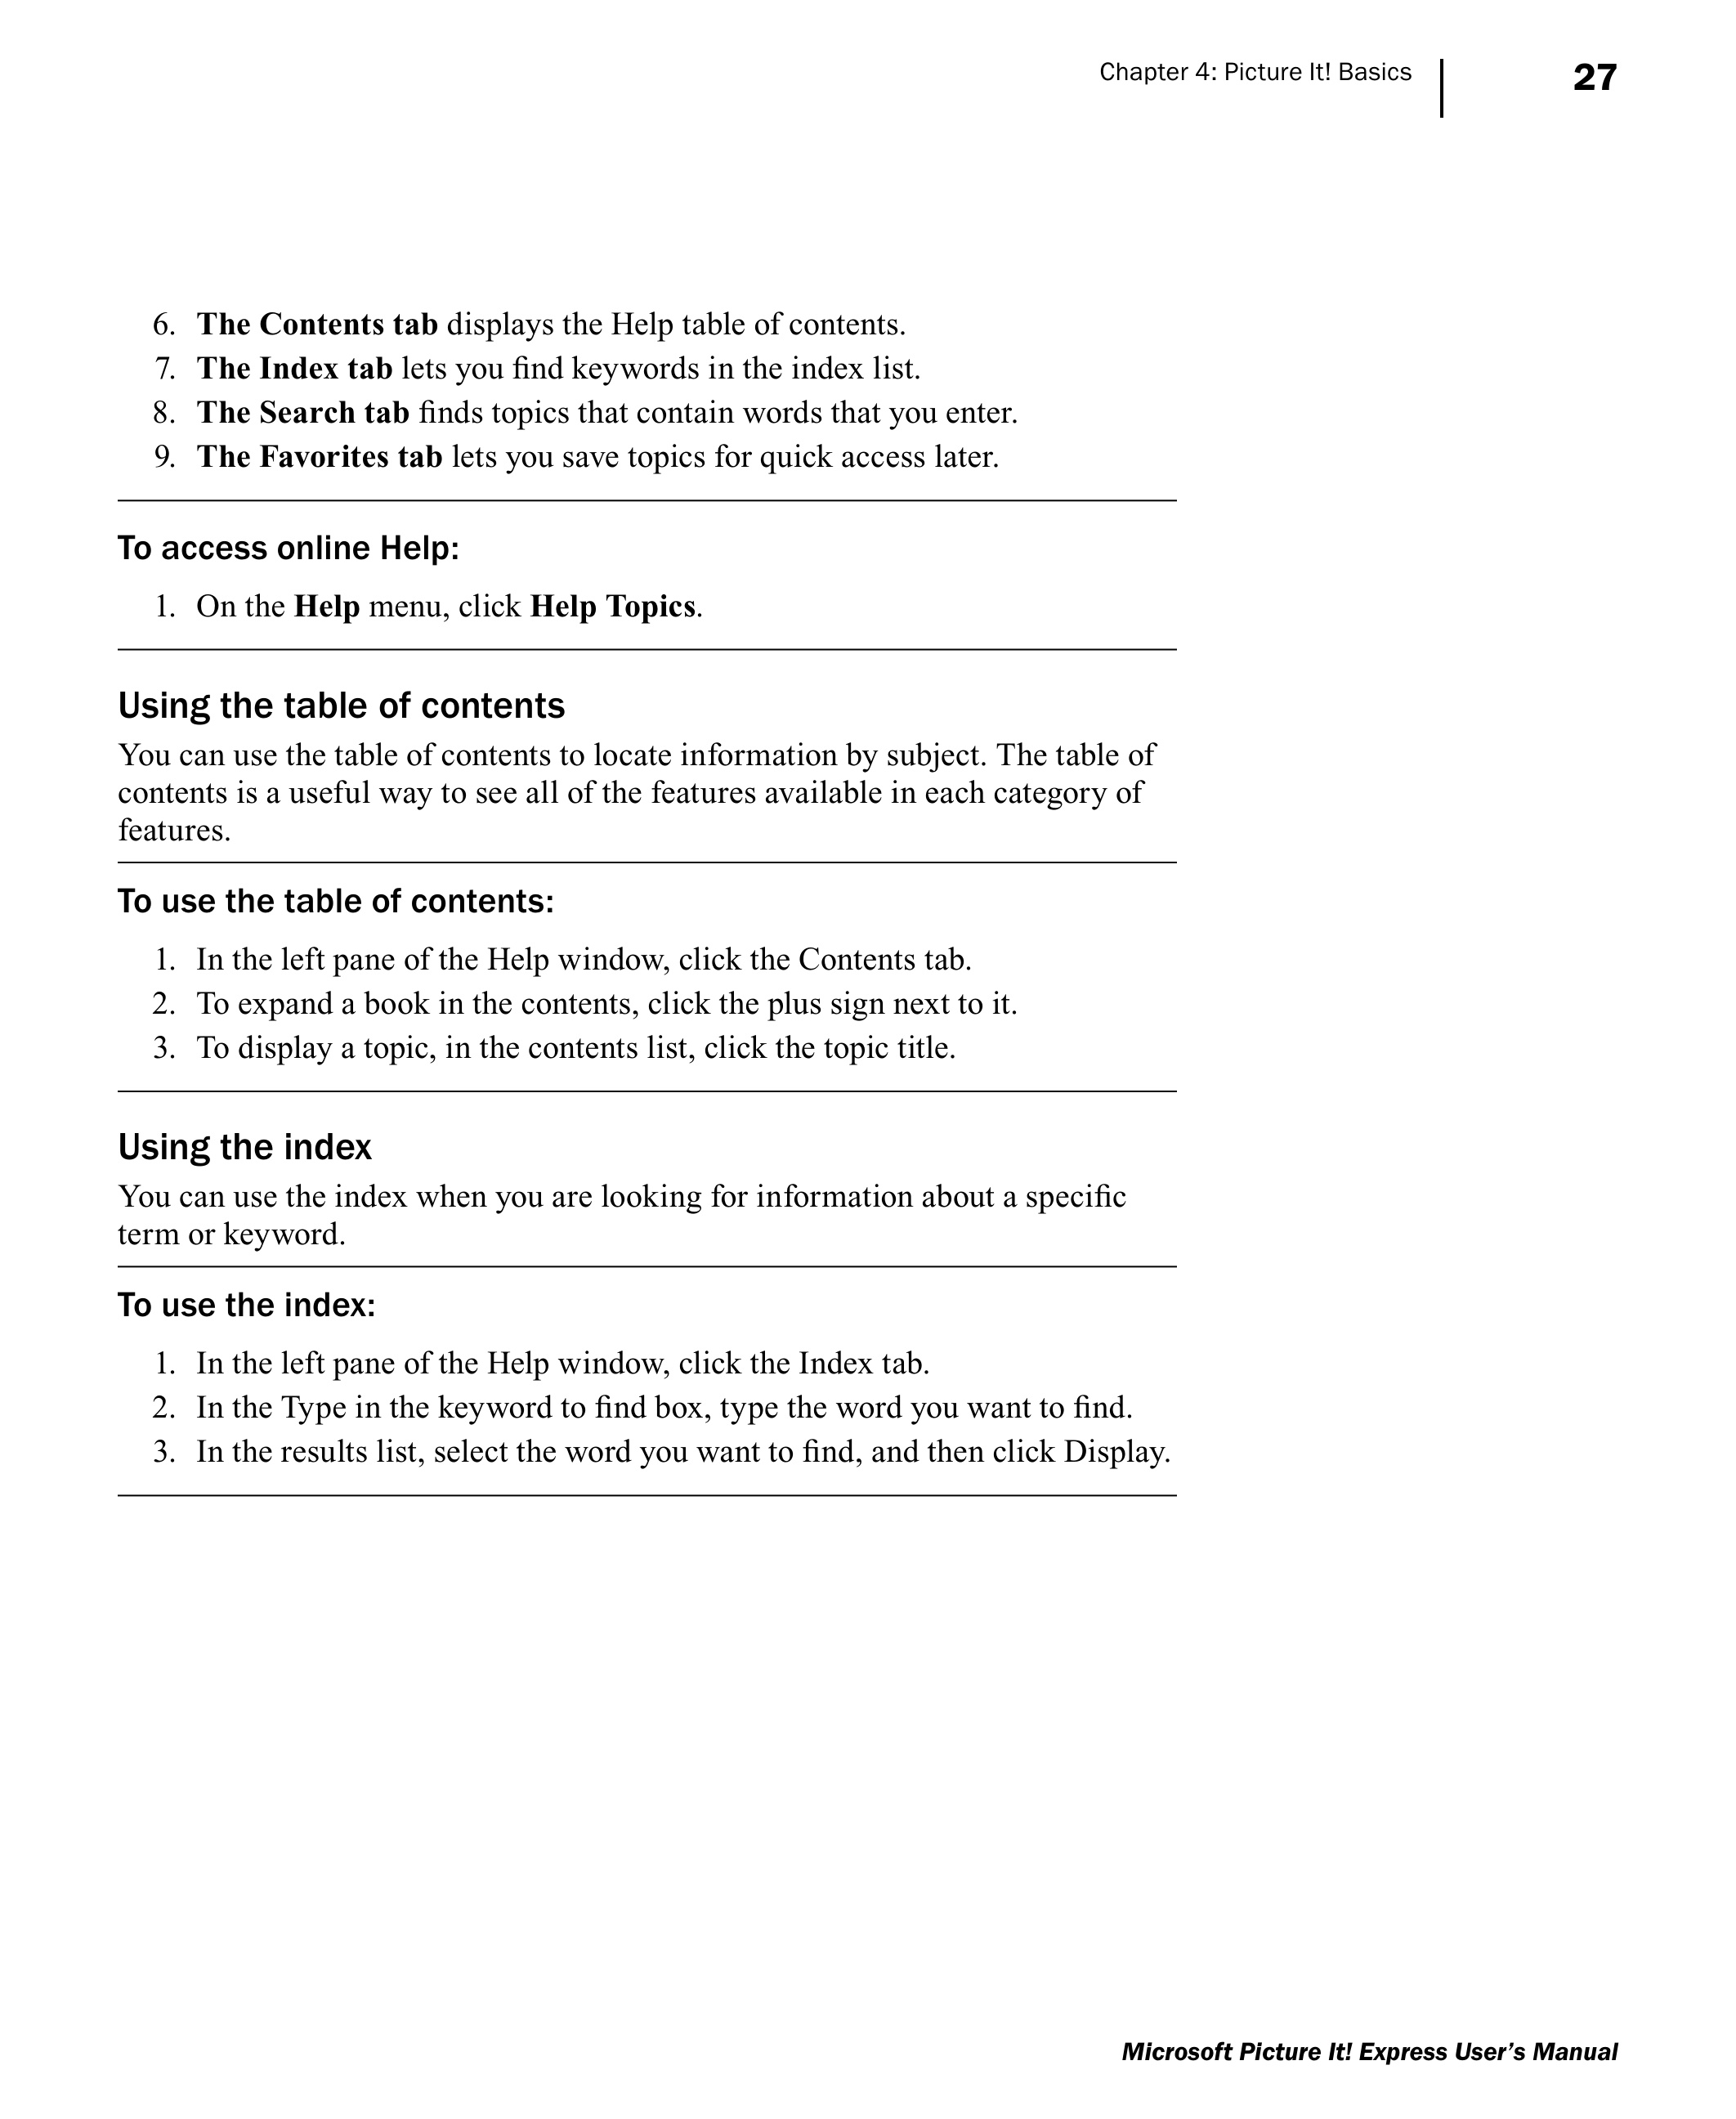 Chapter 4: Picture It! Basics 27
6. The Contents tab displays the Help table of contents.
7. The Index tab lets you find keywords in the index list.
8. The Search tab finds topics that contain words that you enter.
9. The Favorites tab lets you save topics for quick access later.
To access online Help:
1. On the Help menu, click Help Topics.
Using the table of contents
You can use the table of contents to locate information by subject. The table of
contents is a useful way to see all of the features available in each category of
features.
To use the table of contents:
1. In the left pane of the Help window, click the Contents tab.
2. To expand a book in the contents, click the plus sign next to it.
3. To display a topic, in the contents list, click the topic title.
Using the index
You can use the index when you are looking for information about a specific
term or keyword.
To use the index:
1. In the left pane of the Help window, click the Index tab.
2. In the Type in the keyword to find box, type the word you want to find.
3. In the results list, select the word you want to find, and then click Display.
Microsoft Picture It! Express User’s Manual